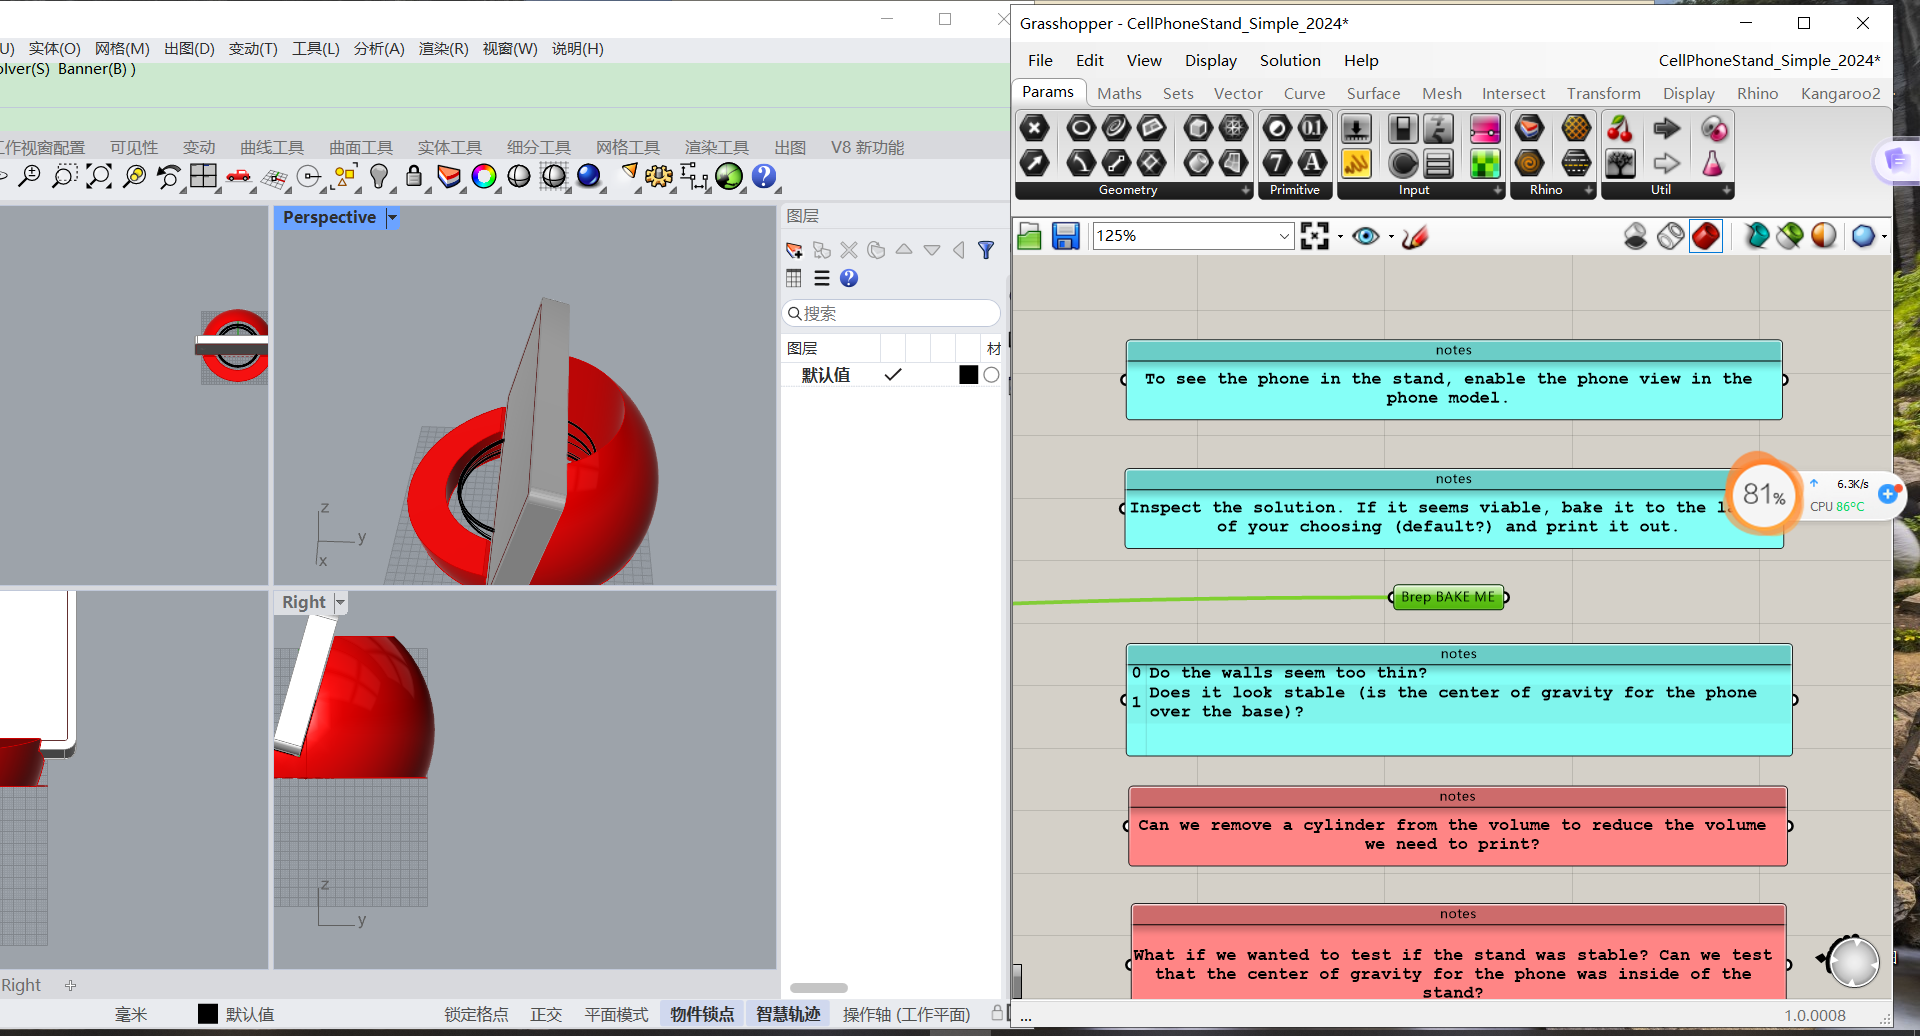 Grasshopper - CellPhoneStand_Simple_2024*
实体(O) 网格(M) 出图(D) 变动(T) 工具(L) 分析(A) 渲染(R) 视窗(W) 说明(H)
Banner(B) )
File Edit View Display Solution Help
CellPhoneStand_Simple_2024*
Params Maths Sets Vector Curve Surface Mesh Intersect Transform Display Rhino Kangaroo2
工作视窗配置 可见性 变动 曲线工具 曲面工具 实体工具 细分工具 网格工具 渲染工具 出图 V8 新功能
Geometry
Primitive
Input
Rhino
Util
125%
Perspective
图层
搜索
图层 材
默认值
notes
To see the phone in the stand, enable the phone view in the
phone model.
notes
Inspect the solution. If it seems viable, bake it to the
of your choosing (default?) and print it out.
81%
6.3K/s
CPU 86°C
z
y
x
Brep BAKE ME
Right
notes
0 Do the walls seem too thin?
1 Does it look stable (is the center of gravity for the phone
over the base)?
notes
Can we remove a cylinder from the volume to reduce the volume
we need to print?
z
y
notes
What if we wanted to test if the stand was stable? Can we test
that the center of gravity for the phone was inside of the
stand?
Right
毫米 默认值 锁定格点 正交 平面模式 物件锁点 智慧轨迹 操作轴 (工作平面)
...
1.0.0008